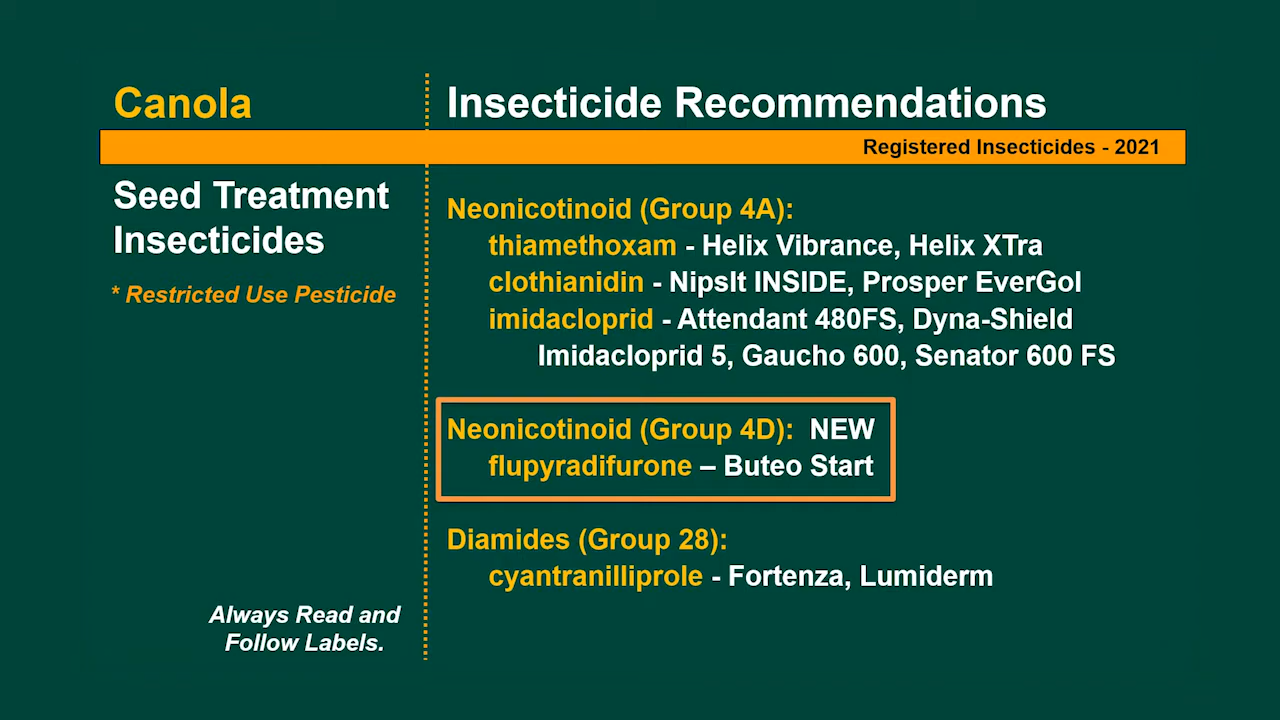 Canola
Insecticide Recommendations
Registered Insecticides - 2021
Seed Treatment
Insecticides
* Restricted Use Pesticide
Always Read and
Follow Labels.
Neonicotinoid (Group 4A):
thiamethoxam - Helix Vibrance, Helix XTra
clothianidin - NipsIt INSIDE, Prosper EverGol
imidacloprid - Attendant 480FS, Dyna-Shield
Imidacloprid 5, Gaucho 600, Senator 600 FS
Neonicotinoid (Group 4D): NEW
flupyradifurone – Buteo Start
Diamides (Group 28):
cyantranilliprole - Fortenza, Lumiderm